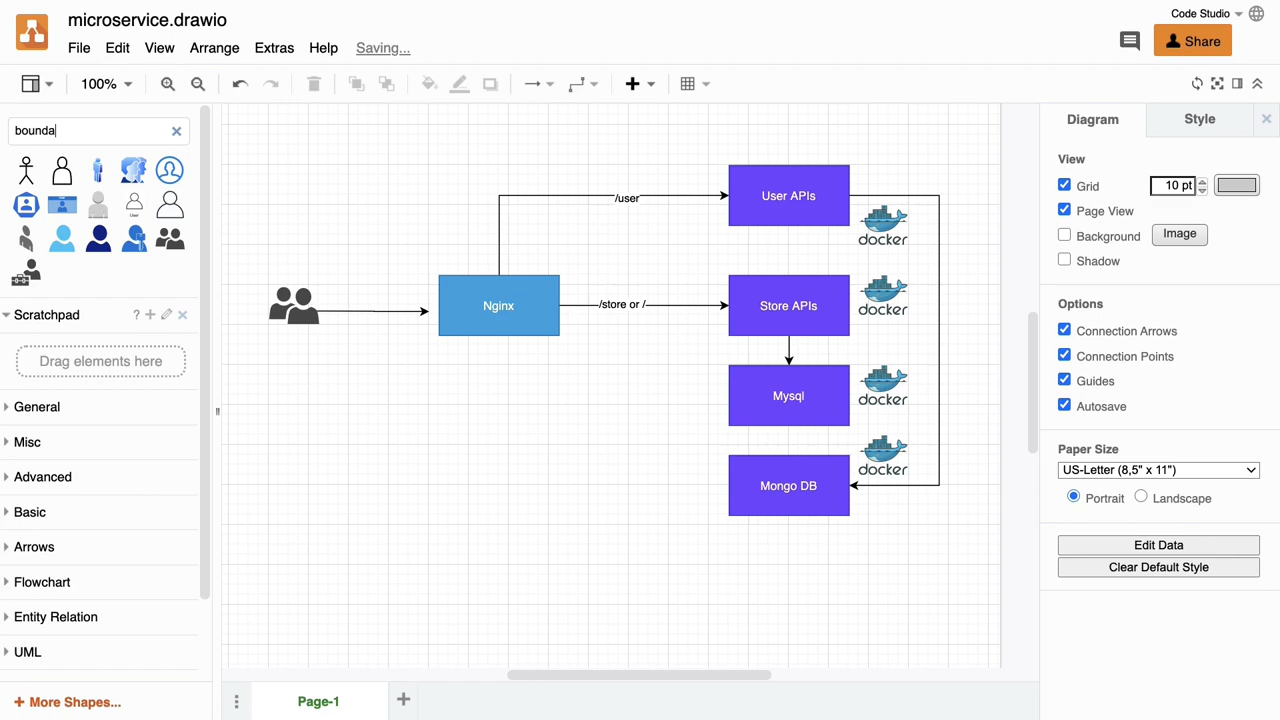 microservice.drawio
Code Studio
File Edit View Arrange Extras Help Saving...
Share
100%
bounda
User
Scratchpad
?
Drag elements here
General
Misc
Advanced
Basic
Arrows
Flowchart
Entity Relation
UML
+ More Shapes...
/user
User APIs
docker
Nginx
/store or /
Store APIs
docker
Mysql
docker
Mongo DB
docker
Page-1
Diagram
Style
View
Grid
10 pt
Page View
Background
Image
Shadow
Options
Connection Arrows
Connection Points
Guides
Autosave
Paper Size
US-Letter (8,5" x 11")
Portrait
Landscape
Edit Data
Clear Default Style